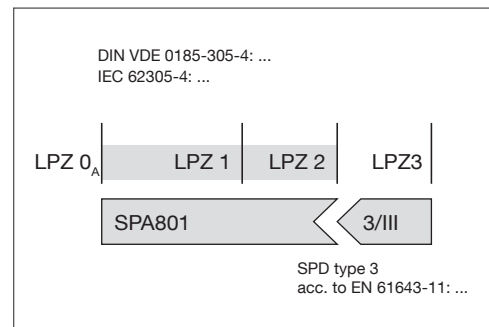 DIN VDE 0185-305-4: ...
IEC 62305-4: ...
LPZ 0A LPZ 1 LPZ 2 LPZ3
SPA801 3/III
SPD type 3
acc. to EN 61643-11: ...